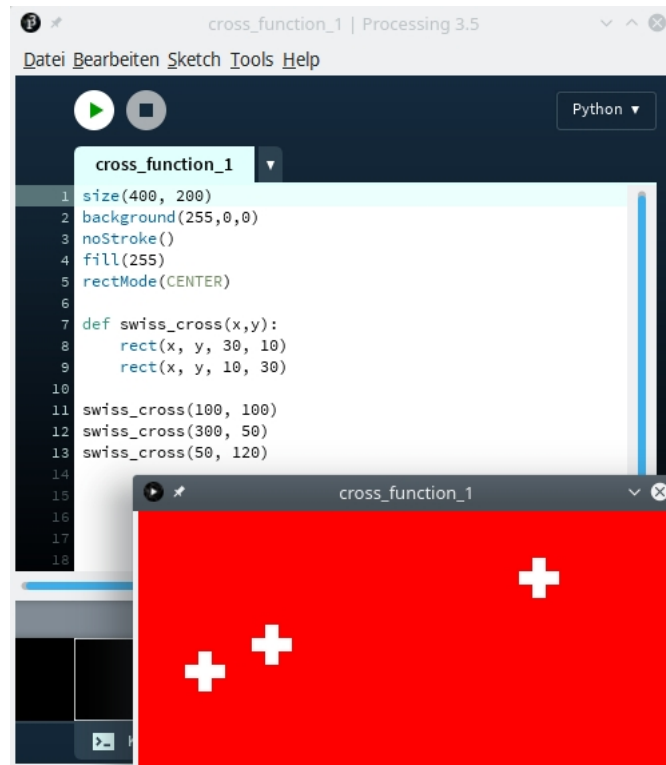 cross_function_1 | Processing 3.5
Datei Bearbeiten Sketch Tools Help
Python ▼
cross_function_1 ▼
1 size(400, 200)
2 background(255,0,0)
3 noStroke()
4 fill(255)
5 rectMode(CENTER)
6
7 def swiss_cross(x,y):
8     rect(x, y, 30, 10)
9     rect(x, y, 10, 30)
10
11 swiss_cross(100, 100)
12 swiss_cross(300, 50)
13 swiss_cross(50, 120)
14
15
16
17
18
cross_function_1
>_ K